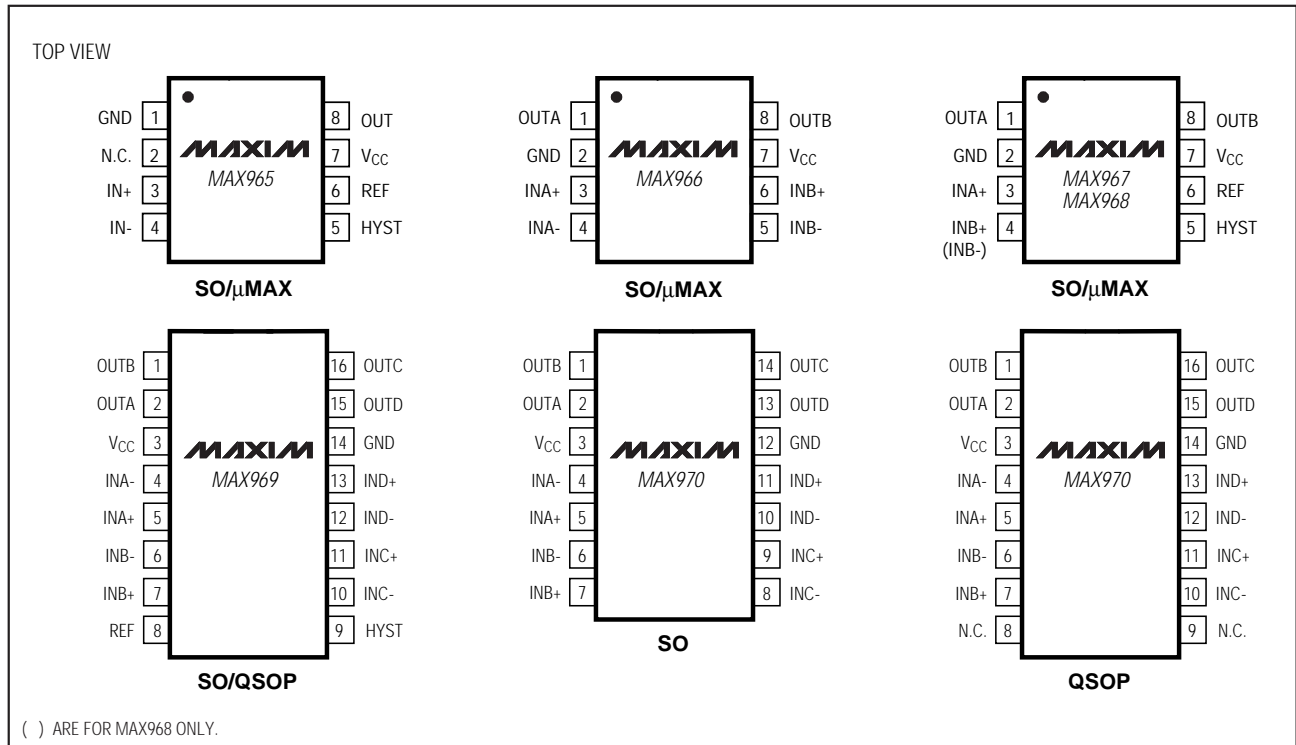 TOP VIEW
GND 1 8 OUT
N.C. 2 MAXIM 7 VCC
IN+ 3 MAX965 6 REF
IN- 4 5 HYST
SO/μMAX
OUTA 1 8 OUTB
GND 2 MAXIM 7 VCC
INA+ 3 MAX966 6 INB+
INA- 4 5 INB-
SO/μMAX
OUTA 1 8 OUTB
GND 2 MAXIM 7 VCC
INA+ 3 MAX967 6 REF
MAX968
INB+ 4 5 HYST
(INB-)
SO/μMAX
OUTB 1 16 OUTC
OUTA 2 15 OUTD
VCC 3 MAXIM 14 GND
INA- 4 MAX969 13 IND+
INA+ 5 12 IND-
INB- 6 11 INC+
INB+ 7 10 INC-
REF 8 9 HYST
SO/QSOP
OUTB 1 14 OUTC
OUTA 2 13 OUTD
VCC 3 MAXIM 12 GND
INA- 4 MAX970 11 IND+
INA+ 5 10 IND-
INB- 6 9 INC+
INB+ 7 8 INC-
SO
OUTB 1 16 OUTC
OUTA 2 15 OUTD
VCC 3 MAXIM 14 GND
INA- 4 MAX970 13 IND+
INA+ 5 12 IND-
INB- 6 11 INC+
INB+ 7 10 INC-
N.C. 8 9 N.C.
QSOP
( ) ARE FOR MAX968 ONLY.